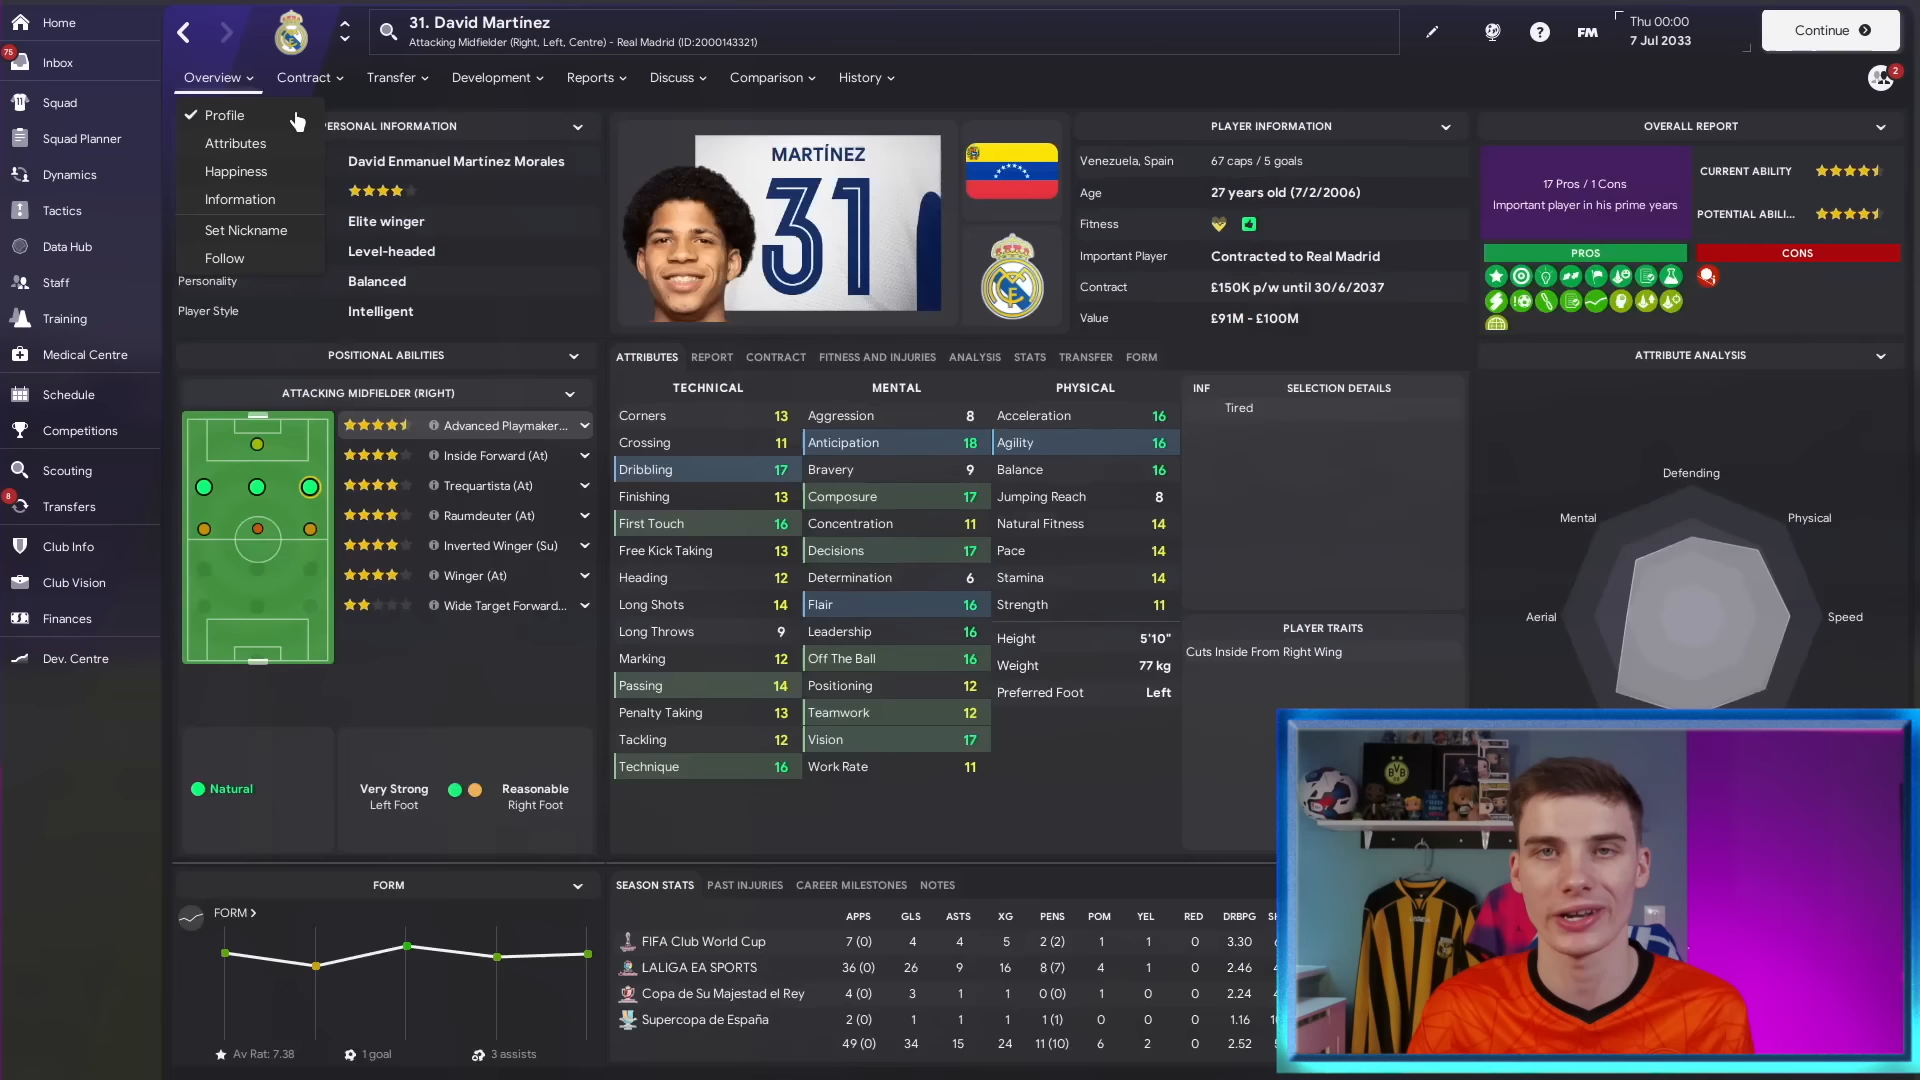 Home
75
Inbox
Squad
Squad Planner
Dynamics
Tactics
Data Hub
Staff
Training
Medical Centre
Schedule
Competitions
Scouting
8
Transfers
Club Info
Club Vision
Finances
Dev. Centre
31. David Martínez
Attacking Midfielder (Right, Left, Centre) - Real Madrid (ID:2000143321)
FM
Thu 00:00
7 Jul 2033
Continue
Overview Contract Transfer Development Reports Discuss Comparison History
2
Profile
Attributes
Happiness
Information
Set Nickname
Follow
ERSONAL INFORMATION
David Enmanuel Martínez Morales
Elite winger
Level-headed
Personality Balanced
Player Style Intelligent
MARTÍNEZ
31
PLAYER INFORMATION
Venezuela, Spain 67 caps / 5 goals
Age 27 years old (7/2/2006)
Fitness
Important Player Contracted to Real Madrid
Contract £150K p/w until 30/6/2037
Value £91M - £100M
OVERALL REPORT
17 Pros / 1 Cons
Important player in his prime years
CURRENT ABILITY
POTENTIAL ABILI...
PROS CONS
POSITIONAL ABILITIES
ATTACKING MIDFIELDER (RIGHT)
Advanced Playmaker...
Inside Forward (At)
Trequartista (At)
Raumdeuter (At)
Inverted Winger (Su)
Winger (At)
Wide Target Forward...
Natural
Very Strong
Left Foot
Reasonable
Right Foot
ATTRIBUTES REPORT CONTRACT FITNESS AND INJURIES ANALYSIS STATS TRANSFER FORM
TECHNICAL
Corners 13
Crossing 11
Dribbling 17
Finishing 13
First Touch 16
Free Kick Taking 13
Heading 12
Long Shots 14
Long Throws 9
Marking 12
Passing 14
Penalty Taking 13
Tackling 12
Technique 16
MENTAL
Aggression 8
Anticipation 18
Bravery 9
Composure 17
Concentration 11
Decisions 17
Determination 6
Flair 16
Leadership 16
Off The Ball 16
Positioning 12
Teamwork 12
Vision 17
Work Rate 11
PHYSICAL
Acceleration 16
Agility 16
Balance 16
Jumping Reach 8
Natural Fitness 14
Pace 14
Stamina 14
Strength 11
Height 5'10"
Weight 77 kg
Preferred Foot Left
INF SELECTION DETAILS
Tired
PLAYER TRAITS
Cuts Inside From Right Wing
ATTRIBUTE ANALYSIS
Defending
Mental Physical
Aerial Speed
FORM
FORM
Av Rat: 7.38 1 goal 3 assists
SEASON STATS PAST INJURIES CAREER MILESTONES NOTES
APPS GLS ASTS XG PENS POM YEL RED DRBPG
FIFA Club World Cup 7 (0) 4 4 5 2 (2) 1 1 0 3.30
LALIGA EA SPORTS 36 (0) 26 9 16 8 (7) 4 1 0 2.46
Copa de Su Majestad el Rey 4 (0) 3 1 1 0 (0) 1 0 0 2.24
Supercopa de España 2 (0) 1 1 1 1 (1) 0 0 0 1.16
49 (0) 34 15 24 11 (10) 6 2 0 2.52
BVB
09